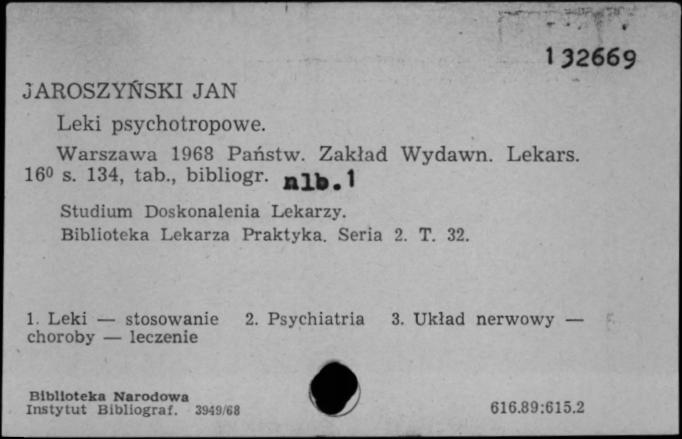 132669
JAROSZYŃSKI JAN
Leki psychotropowe.
Warszawa 1968 Państw. Zakład Wydawn. Lekars.
16⁰ s. 134, tab., bibliogr. nlb.1
Studium Doskonalenia Lekarzy.
Biblioteka Lekarza Praktyka. Seria 2. T. 32.
1. Leki — stosowanie 2. Psychiatria 3. Układ nerwowy —
choroby — leczenie
Biblioteka Narodowa
Instytut Bibliograf. 3949/68
616.89:615.2